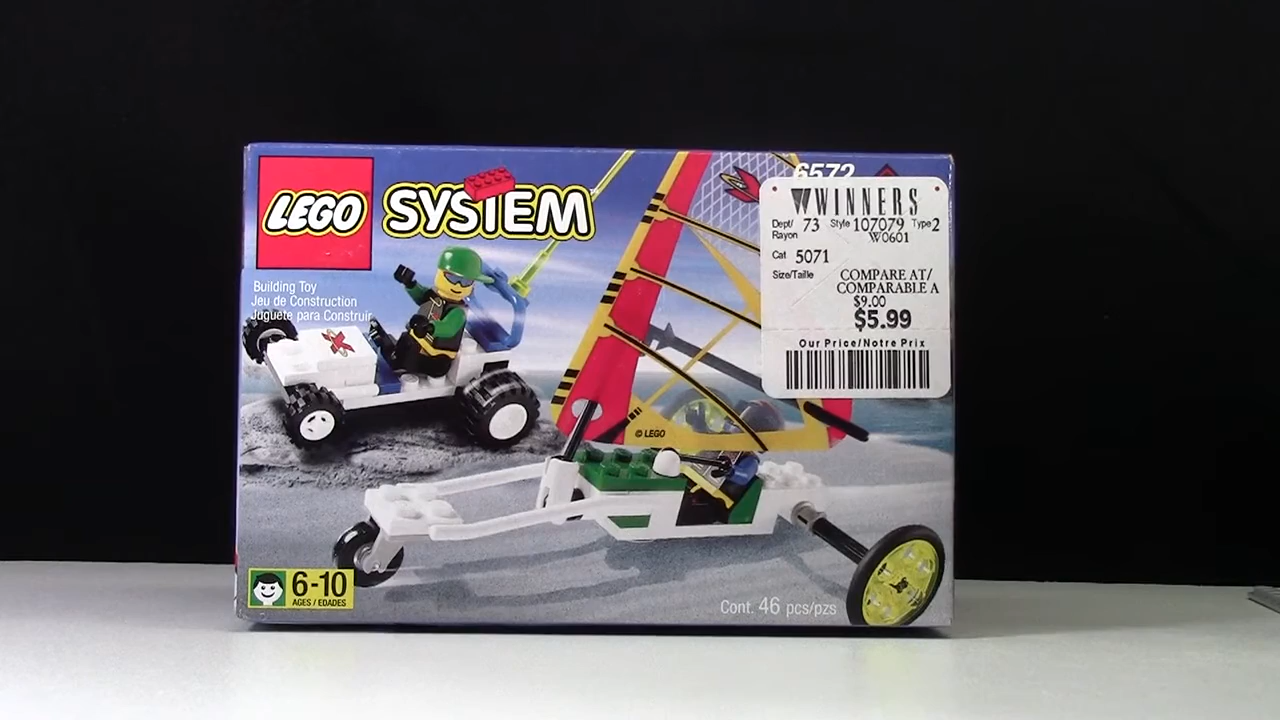 LEGO SYSTEM
6572
Building Toy
Jeu de Construction
Juguete para Construir
WINNERS
Dept/ 73 Style 107079 Type 2
Rayon W0601
Cat 5071
Size/Taille
COMPARE AT/
COMPARABLE A
$9.00
$5.99
Our Price/Notre Prix
© LEGO
6-10
AGES / EDADES
Cont. 46 pcs/pzs